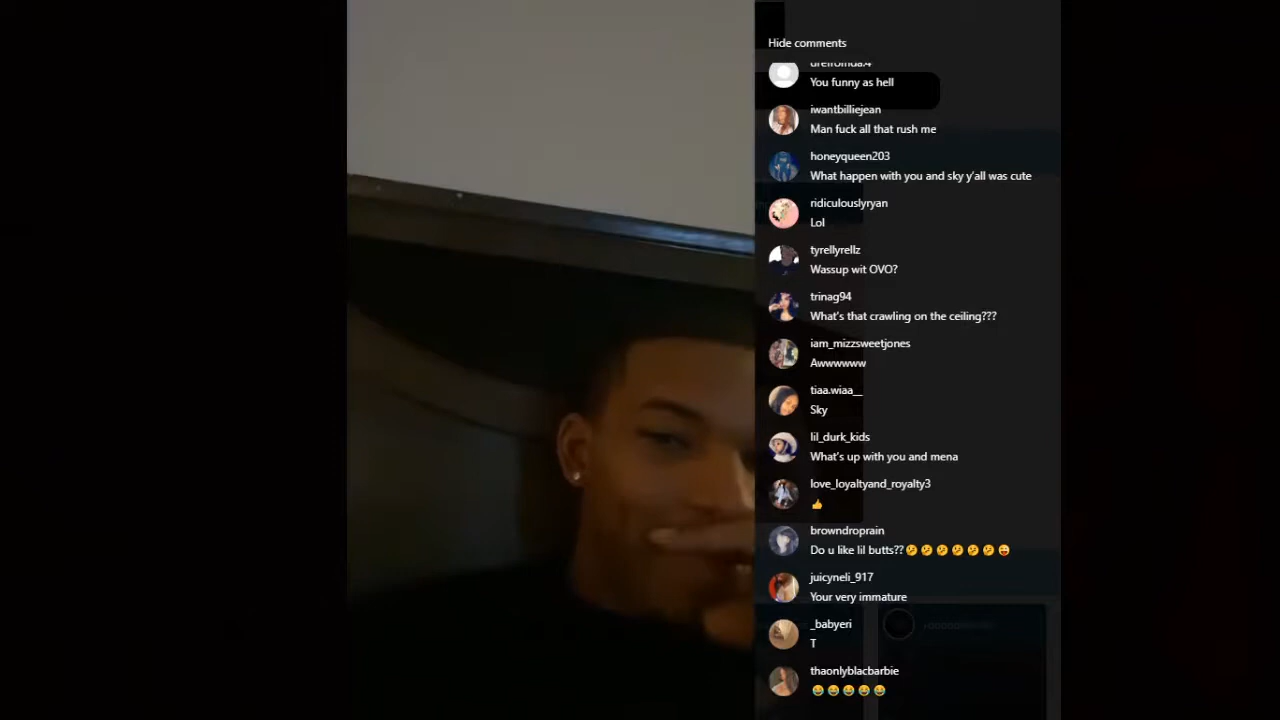 Hide comments
You funny as hell
iwantbilliejean
Man fuck all that rush me
honeyqueen203
What happen with you and sky y'all was cute
ridiculouslyryan
Lol
tyrellyrellz
Wassup wit OVO?
trinag94
What's that crawling on the ceiling???
iam_mizzsweetjones
Awwwwww
tiaa.wiaa__
Sky
lil_durk_kids
What's up with you and mena
love_loyaltyand_royalty3
👍
browndroprain
Do u like lil butts??🤣🤣🤣🤣🤣🤣😜
juicyneli_917
Your very immature
_babyeri
T
thaonlyblacbarbie
😂😂😂😂😂